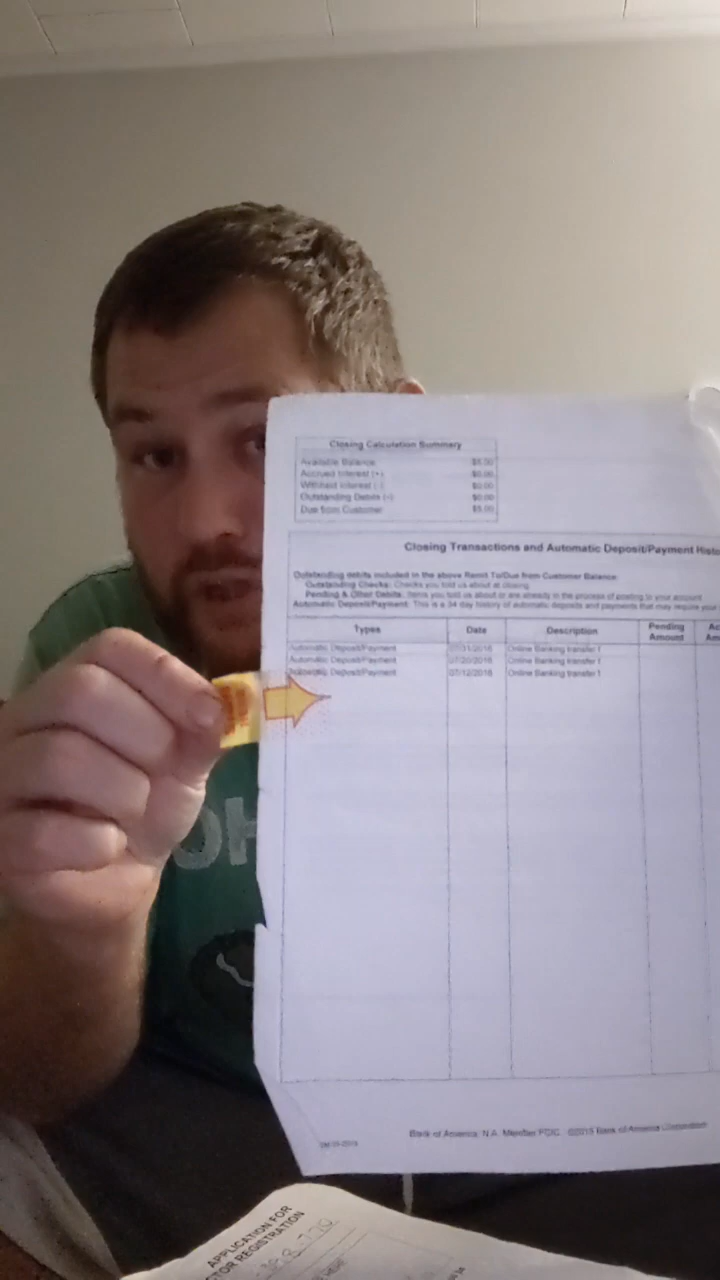 Closing Calculation Summary
Available Balance $5.00
Accrued Interest (+) $0.00
Withheld Interest (-) $0.00
Outstanding Debits (-) $0.00
Due from Customer $5.00
Closing Transactions and Automatic Deposit/Payment Histo
Outstanding debits included in the above Remit To/Due from Customer Balance:
Outstanding Checks: Checks you told us about at closing
Pending & Other Debits: Items you told us about or are already in the process of posting to your account
Automatic Deposit/Payment: This is a 34 day history of automatic deposits and payments that may require your
Types Date Description Pending Amount Ac Am
Automatic Deposit/Payment 07/31/2018 Online Banking transfer f
Automatic Deposit/Payment 07/20/2018 Online Banking transfer f
Automatic Deposit/Payment 07/12/2018 Online Banking transfer f
OH
Bank of America, N.A. Member FDIC. ©2015 Bank of America Corporation
APPLICATION FOR
TOR REGISTRATION